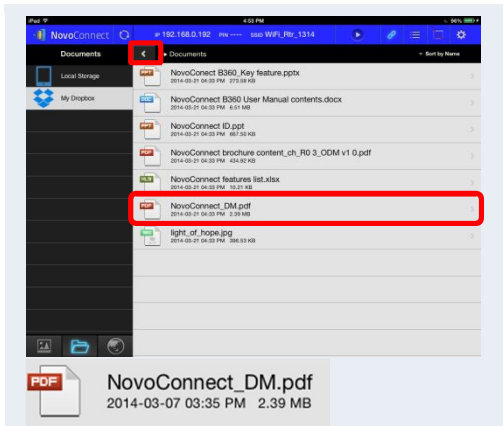 iPad 4:53 PM 96%
NovoConnect IP 192.168.0.192 PIN ---- SSID WiFi_Rtr_1314
Documents
Documents Sort by Name
Local Storage
My Dropbox
PPT NovoConect B360_Key feature.pptx
2014-03-21 04:33 PM 273.58 KB
DOC NovoConnect B360 User Manual contents.docx
2014-03-21 04:33 PM 6.51 MB
PPT NovoConnect ID.ppt
2014-03-21 04:33 PM 667.50 KB
PDF NovoConnect brochure content_ch_R0 3_ODM v1 0.pdf
2014-03-21 04:33 PM 434.92 KB
XLS NovoConnect features list.xlsx
2014-03-21 04:33 PM 10.21 KB
PDF NovoConnect_DM.pdf
2014-03-21 04:33 PM 2.39 MB
light_of_hope.jpg
2014-03-21 04:33 PM 398.53 KB
PDF NovoConnect_DM.pdf
2014-03-07 03:35 PM 2.39 MB